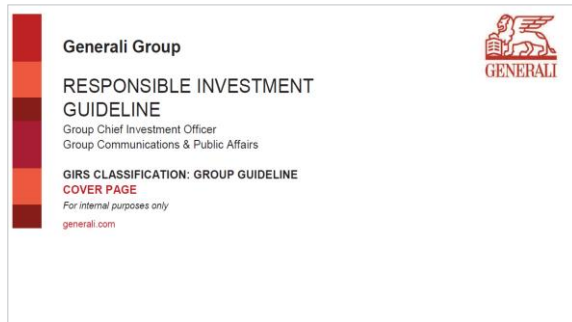 Generali Group
GENERALI
RESPONSIBLE INVESTMENT
GUIDELINE
Group Chief Investment Officer
Group Communications & Public Affairs
GIRS CLASSIFICATION: GROUP GUIDELINE
COVER PAGE
For internal purposes only
generali.com